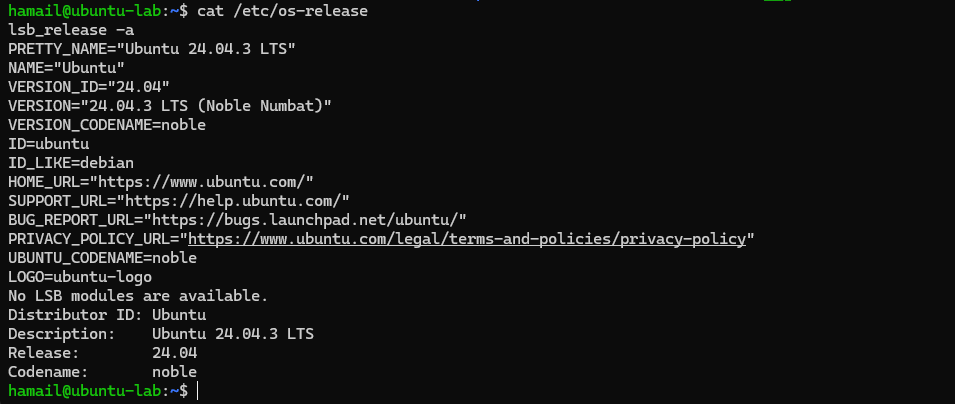 hamail@ubuntu-lab:~$ cat /etc/os-release
lsb_release -a
PRETTY_NAME="Ubuntu 24.04.3 LTS"
NAME="Ubuntu"
VERSION_ID="24.04"
VERSION="24.04.3 LTS (Noble Numbat)"
VERSION_CODENAME=noble
ID=ubuntu
ID_LIKE=debian
HOME_URL="https://www.ubuntu.com/"
SUPPORT_URL="https://help.ubuntu.com/"
BUG_REPORT_URL="https://bugs.launchpad.net/ubuntu/"
PRIVACY_POLICY_URL="https://www.ubuntu.com/legal/terms-and-policies/privacy-policy"
UBUNTU_CODENAME=noble
LOGO=ubuntu-logo
No LSB modules are available.
Distributor ID: Ubuntu
Description:    Ubuntu 24.04.3 LTS
Release:        24.04
Codename:       noble
hamail@ubuntu-lab:~$